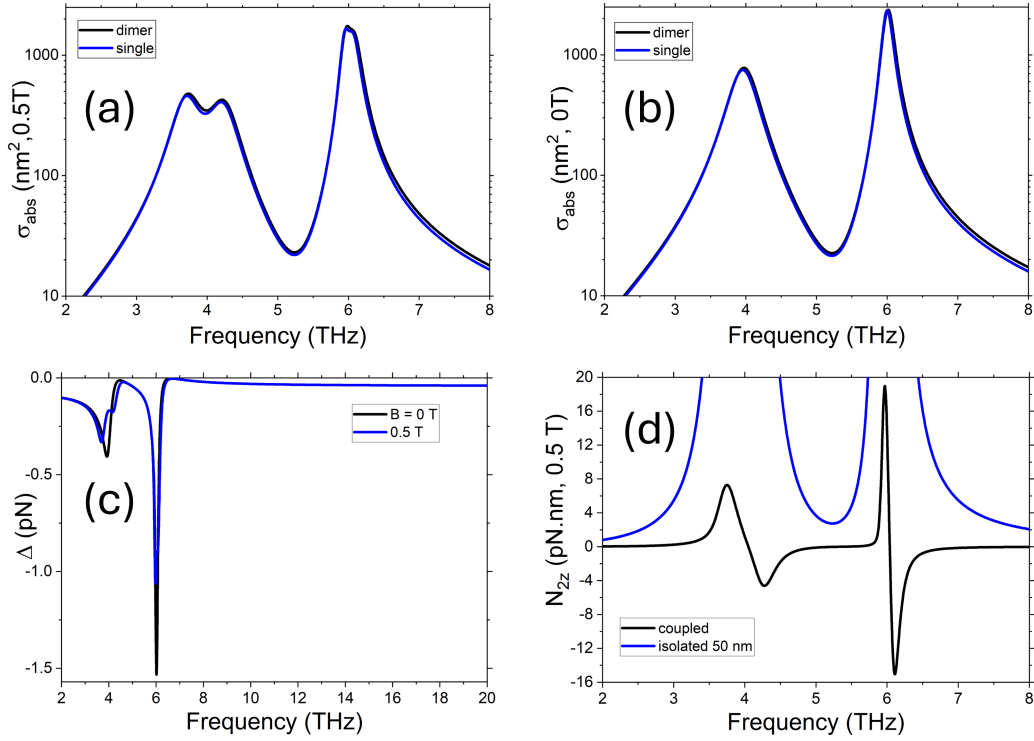 dimer
single
(a)
σabs (nm², 0.5T)
1000
100
10
2 3 4 5 6 7 8
Frequency (THz)
dimer
single
(b)
σabs (nm², 0T)
1000
100
10
2 3 4 5 6 7 8
Frequency (THz)
B = 0 T
0.5 T
(c)
Δ (pN)
0.0
-0.5
-1.0
-1.5
2 4 6 8 10 12 14 16 18 20
Frequency (THz)
(d)
N2z (pN.nm, 0.5 T)
20
16
12
8
4
0
-4
-8
-12
-16
coupled
isolated 50 nm
2 3 4 5 6 7 8
Frequency (THz)